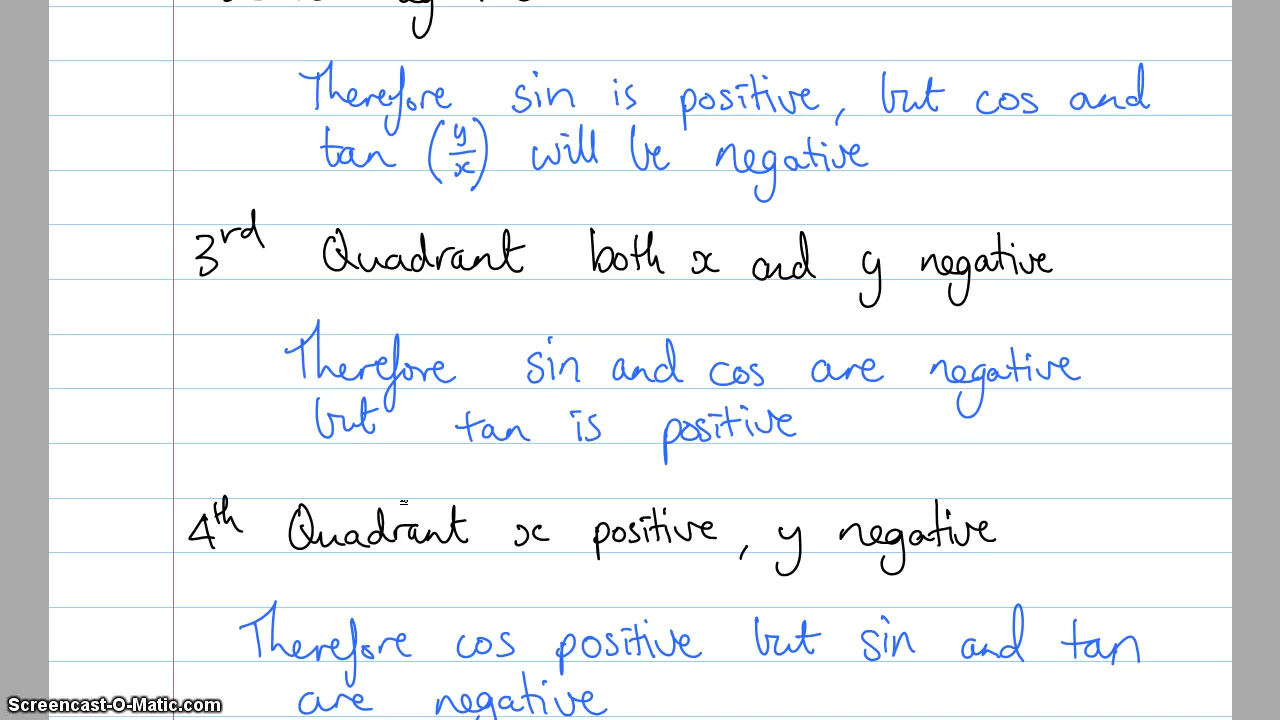 Therefore sin is positive, but cos and
tan (y/x) will be negative
3rd Quadrant both x and y negative
Therefore sin and cos are negative
but tan is positive
4th Quadrant x positive, y negative
Therefore cos positive but sin and tan
are negative
Screencast-O-Matic.com